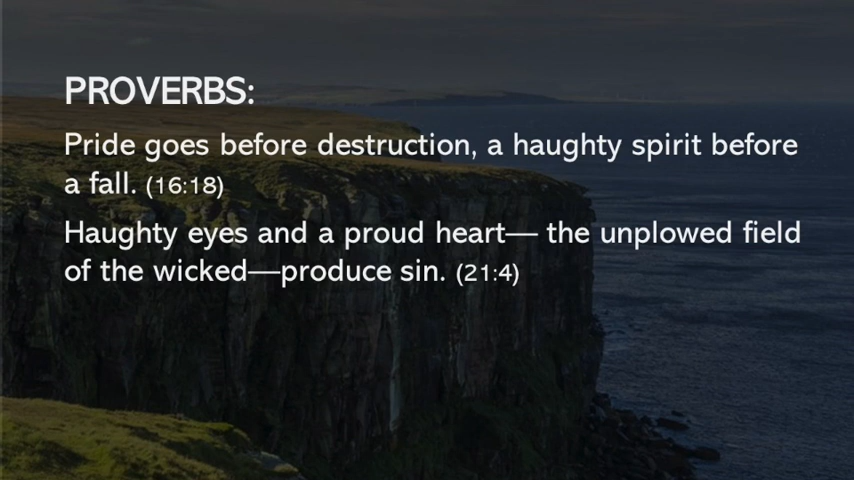 PROVERBS:
Pride goes before destruction, a haughty spirit before
a fall. (16:18)
Haughty eyes and a proud heart— the unplowed field
of the wicked—produce sin. (21:4)